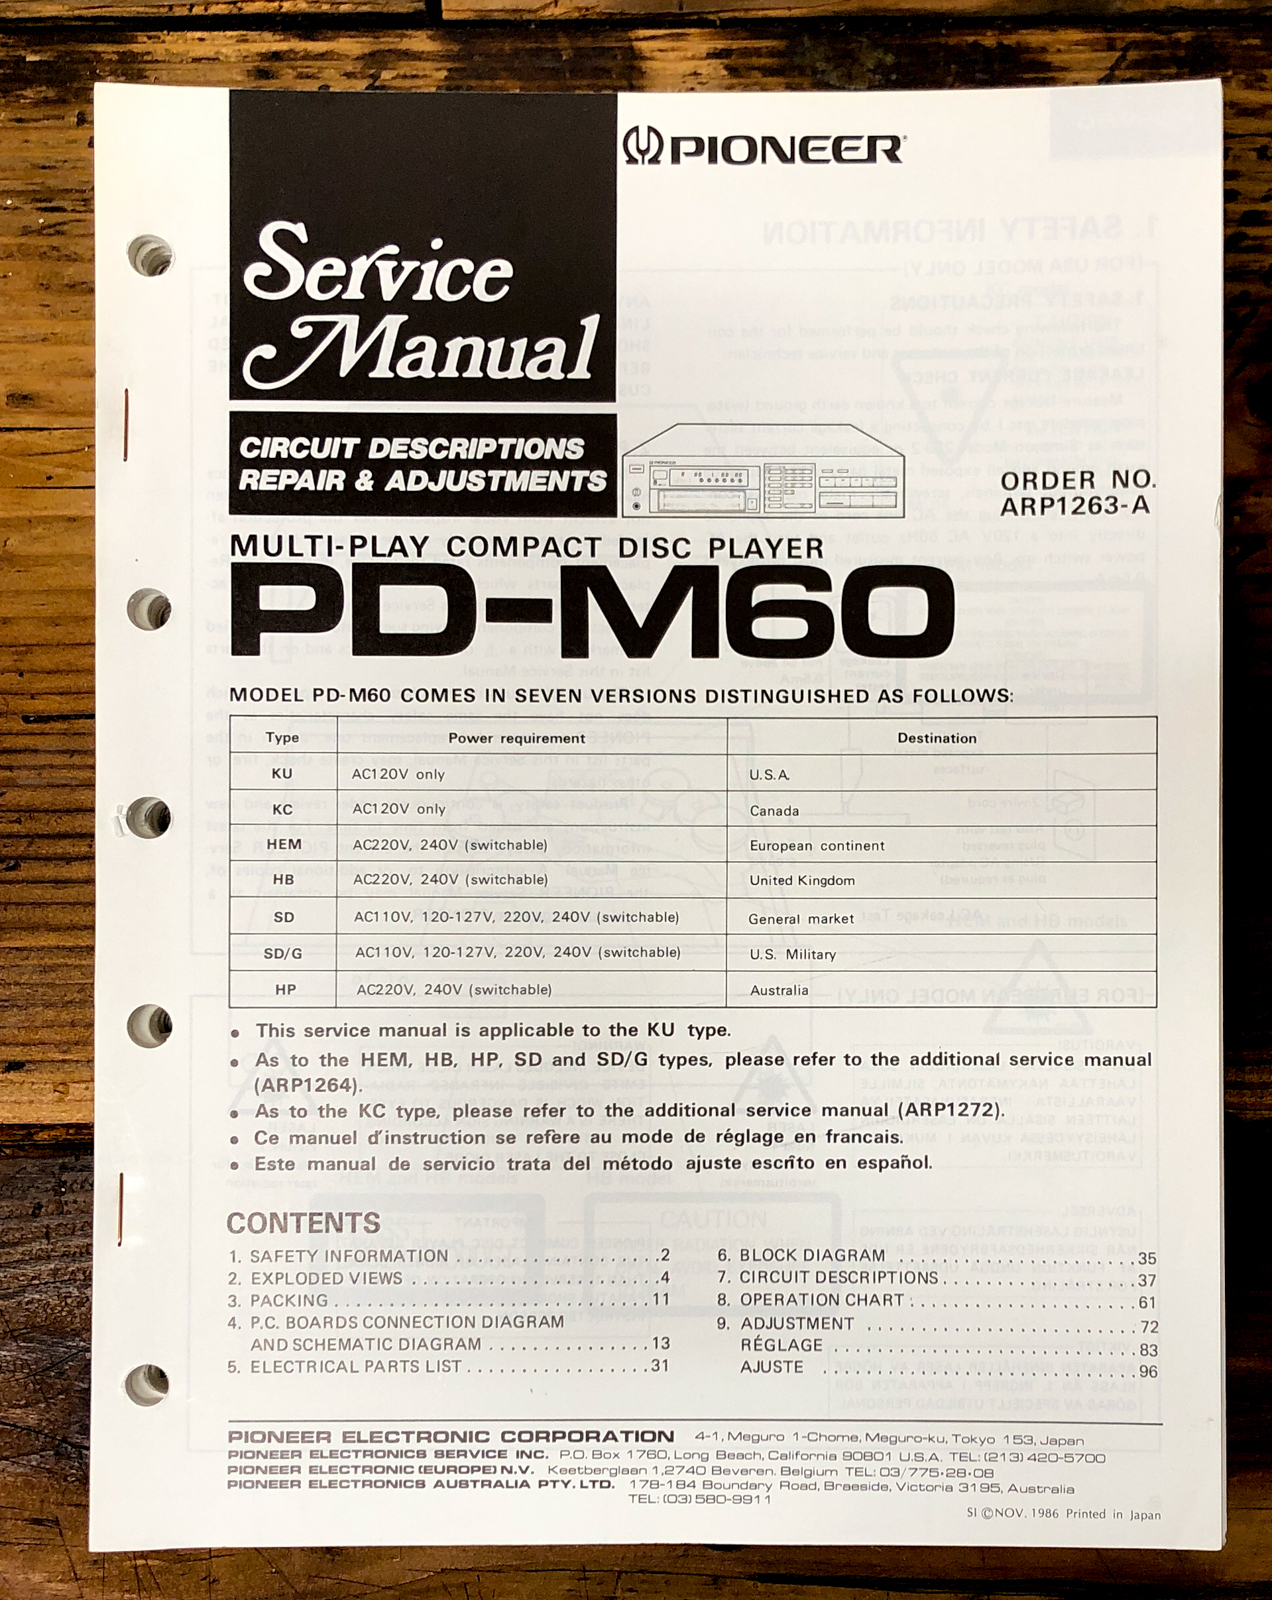 PIONEER
Service
Manual
CIRCUIT DESCRIPTIONS
REPAIR & ADJUSTMENTS
PIONEER
ORDER NO.
ARP1263-A
MULTI-PLAY COMPACT DISC PLAYER
PD-M60
MODEL PD-M60 COMES IN SEVEN VERSIONS DISTINGUISHED AS FOLLOWS:
Type Power requirement Destination
KU AC120V only U.S.A.
KC AC120V only Canada
HEM AC220V, 240V (switchable) European continent
HB AC220V, 240V (switchable) United Kingdom
SD AC110V, 120-127V, 220V, 240V (switchable) General market
SD/G AC110V, 120-127V, 220V, 240V (switchable) U.S. Military
HP AC220V, 240V (switchable) Australia
• This service manual is applicable to the KU type.
• As to the HEM, HB, HP, SD and SD/G types, please refer to the additional service manual
(ARP1264).
• As to the KC type, please refer to the additional service manual (ARP1272).
• Ce manuel d'instruction se refere au mode de réglage en francais.
• Este manual de servicio trata del método ajuste escrito en español.
CONTENTS
1. SAFETY INFORMATION ........................ 2
2. EXPLODED VIEWS ........................ 4
3. PACKING ........................ 11
4. P.C. BOARDS CONNECTION DIAGRAM
AND SCHEMATIC DIAGRAM ................ 13
5. ELECTRICAL PARTS LIST .................. 31
6. BLOCK DIAGRAM ........................ 35
7. CIRCUIT DESCRIPTIONS .................... 37
8. OPERATION CHART ........................ 61
9. ADJUSTMENT ........................ 72
RÉGLAGE ........................ 83
AJUSTE ........................ 96
PIONEER ELECTRONIC CORPORATION 4-1, Meguro 1-Chome, Meguro-ku, Tokyo 153, Japan
PIONEER ELECTRONICS SERVICE INC. P.O. Box 1760, Long Beach, California 90801 U.S.A. TEL: (213) 420-5700
PIONEER ELECTRONIC (EUROPE) N.V. Keetberglaan 1, 2740 Beveren. Belgium TEL: 03/775·28·08
PIONEER ELECTRONICS AUSTRALIA PTY. LTD. 178-184 Boundary Road, Braeside, Victoria 3195, Australia
TEL: (03) 580-9911
SI © NOV. 1986 Printed in Japan